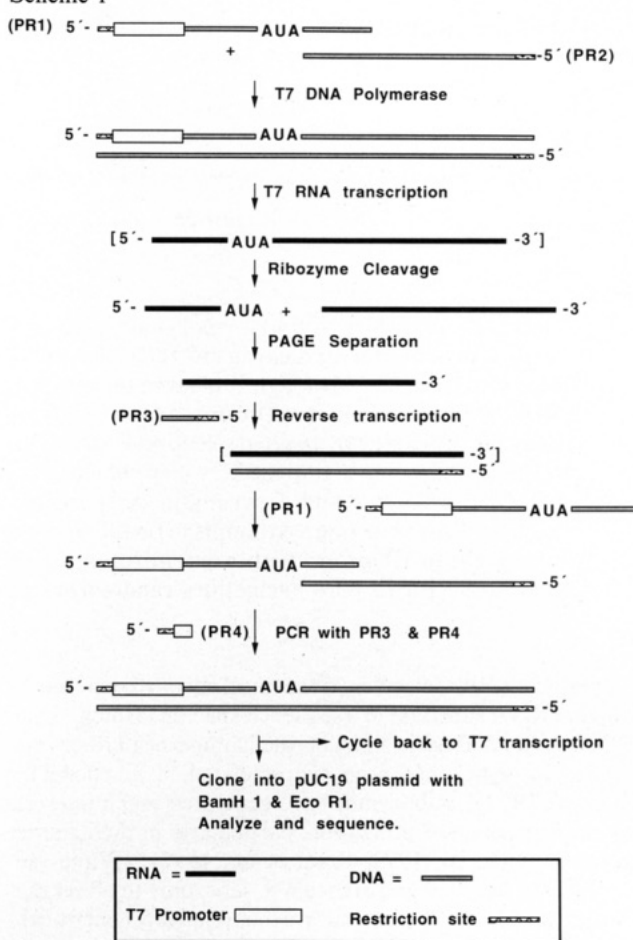 (PR1) 5´- AUA
+ -5´ (PR2)
T7 DNA Polymerase
5´- AUA
-5´
T7 RNA transcription
[5´- AUA -3´]
Ribozyme Cleavage
5´- AUA + -3´
PAGE Separation
-3´
(PR3) -5´ Reverse transcription
[ -3´]
-5´
(PR1) 5´- AUA
5´- AUA
-5´
5´- (PR4) PCR with PR3 & PR4
5´- AUA
-5´
Cycle back to T7 transcription
Clone into pUC19 plasmid with
BamH 1 & Eco R1.
Analyze and sequence.
RNA = DNA =
T7 Promoter Restriction site